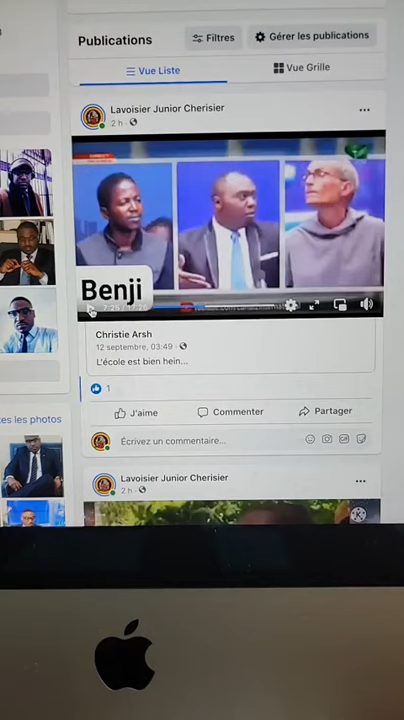 Publications
Filtres
Gérer les publications
Vue Liste
Vue Grille
Lavoisier Junior Cherisier
2 h
Benji
Christie Arsh
12 septembre, 03:49
L'école est bien hein...
1
J'aime
Commenter
Partager
Écrivez un commentaire...
es les photos
Lavoisier Junior Cherisier
2 h